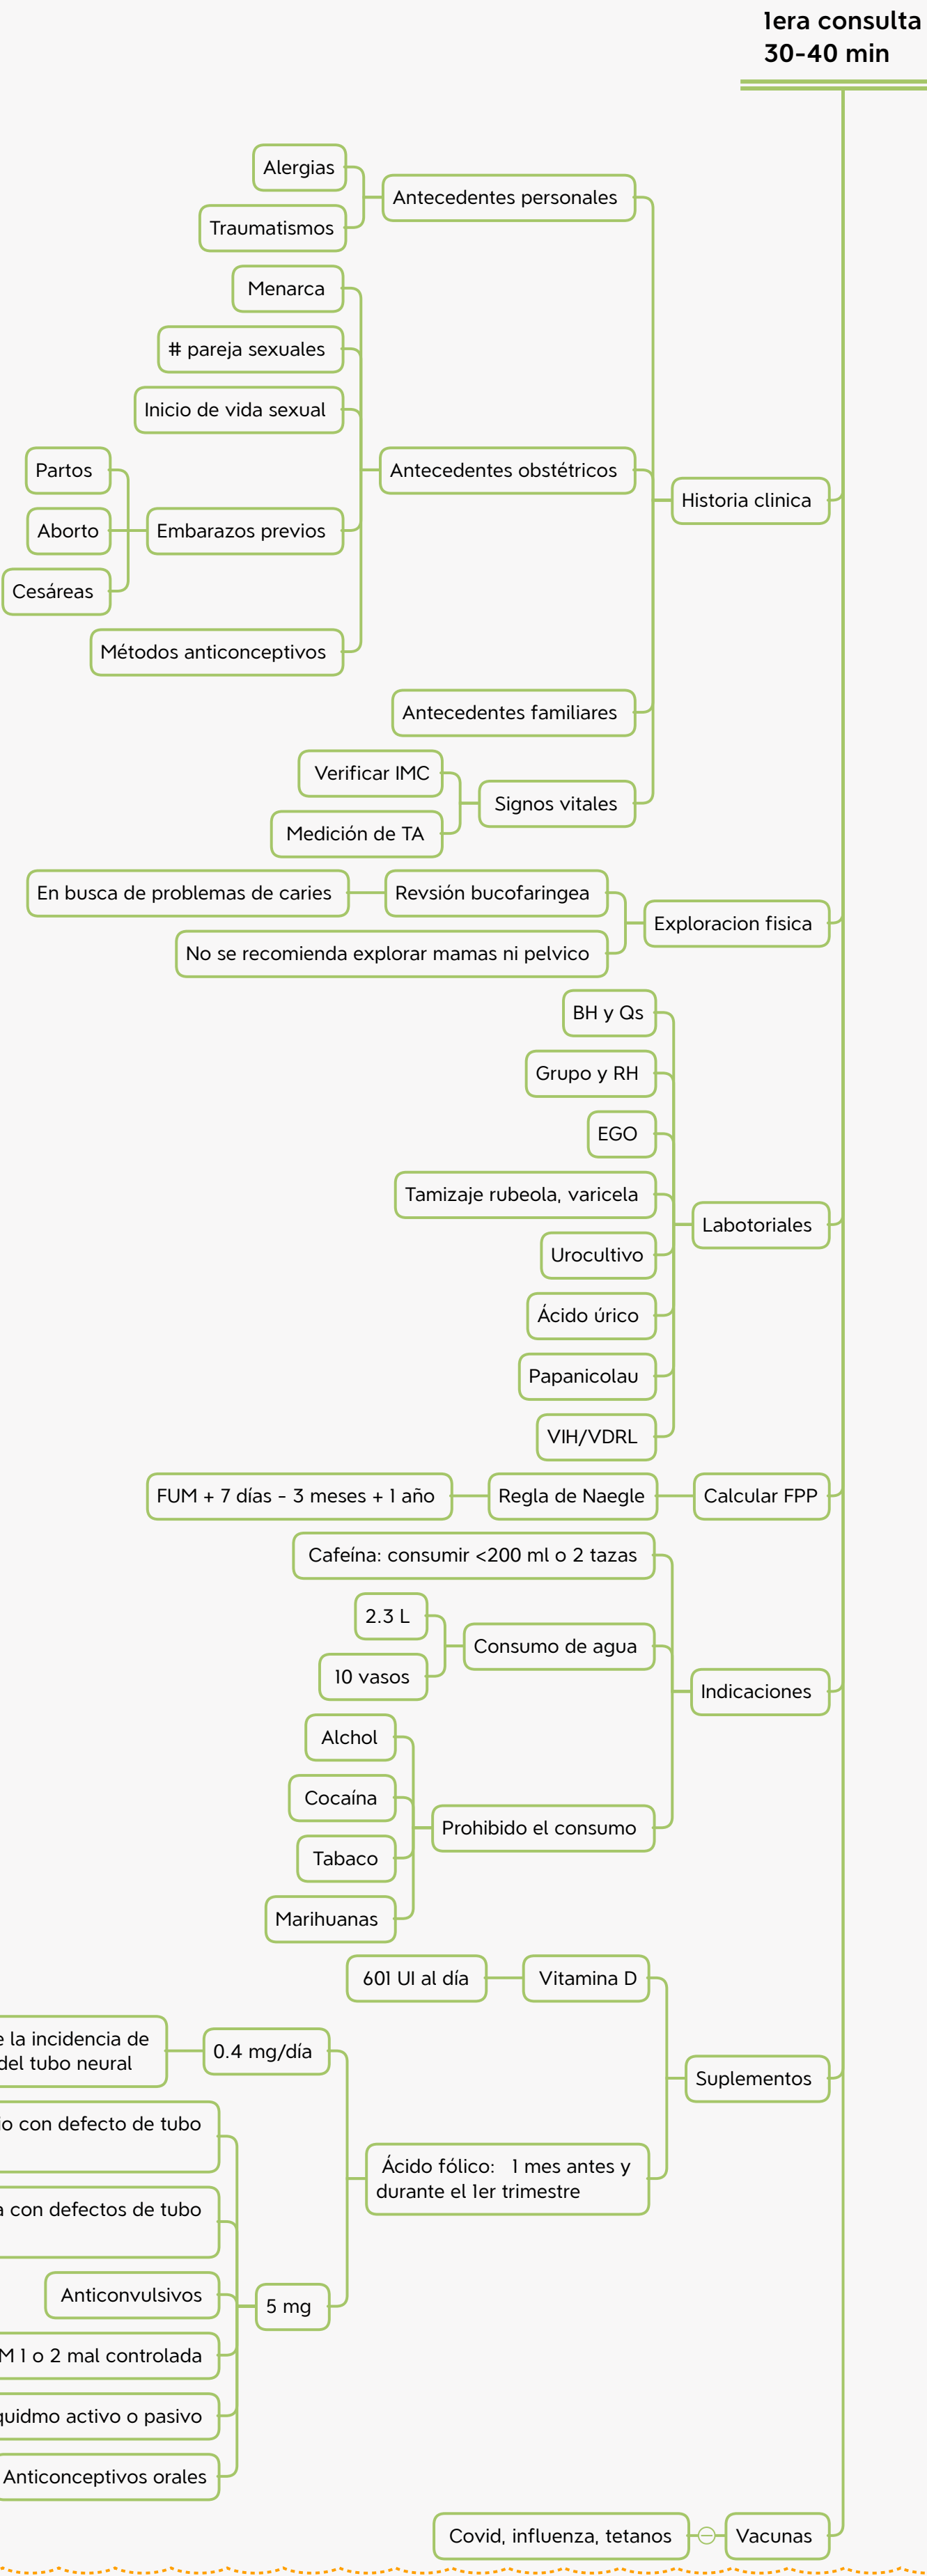 1era consulta
30-40 min
Historia clinica
Antecedentes personales
Alergias
Traumatismos
Antecedentes obstétricos
Menarca
# pareja sexuales
Inicio de vida sexual
Embarazos previos
Partos
Aborto
Cesáreas
Métodos anticonceptivos
Antecedentes familiares
Signos vitales
Verificar IMC
Medición de TA
Exploracion fisica
Revsión bucofaringea
En busca de problemas de caries
No se recomienda explorar mamas ni pelvico
Labotoriales
BH y Qs
Grupo y RH
EGO
Tamizaje rubeola, varicela
Urocultivo
Ácido úrico
Papanicolau
VIH/VDRL
Calcular FPP
Regla de Naegle
FUM + 7 días - 3 meses + 1 año
Indicaciones
Cafeína: consumir <200 ml o 2 tazas
Consumo de agua
2.3 L
10 vasos
Prohibido el consumo
Alchol
Cocaína
Tabaco
Marihuanas
Suplementos
Vitamina D
601 UI al día
Ácido fólico: 1 mes antes y
durante el 1er trimestre
0.4 mg/día
la incidencia de
del tubo neural
5 mg
con defecto de tubo
con defectos de tubo
Anticonvulsivos
1 o 2 mal controlada
activo o pasivo
Anticonceptivos orales
Vacunas
Covid, influenza, tetanos